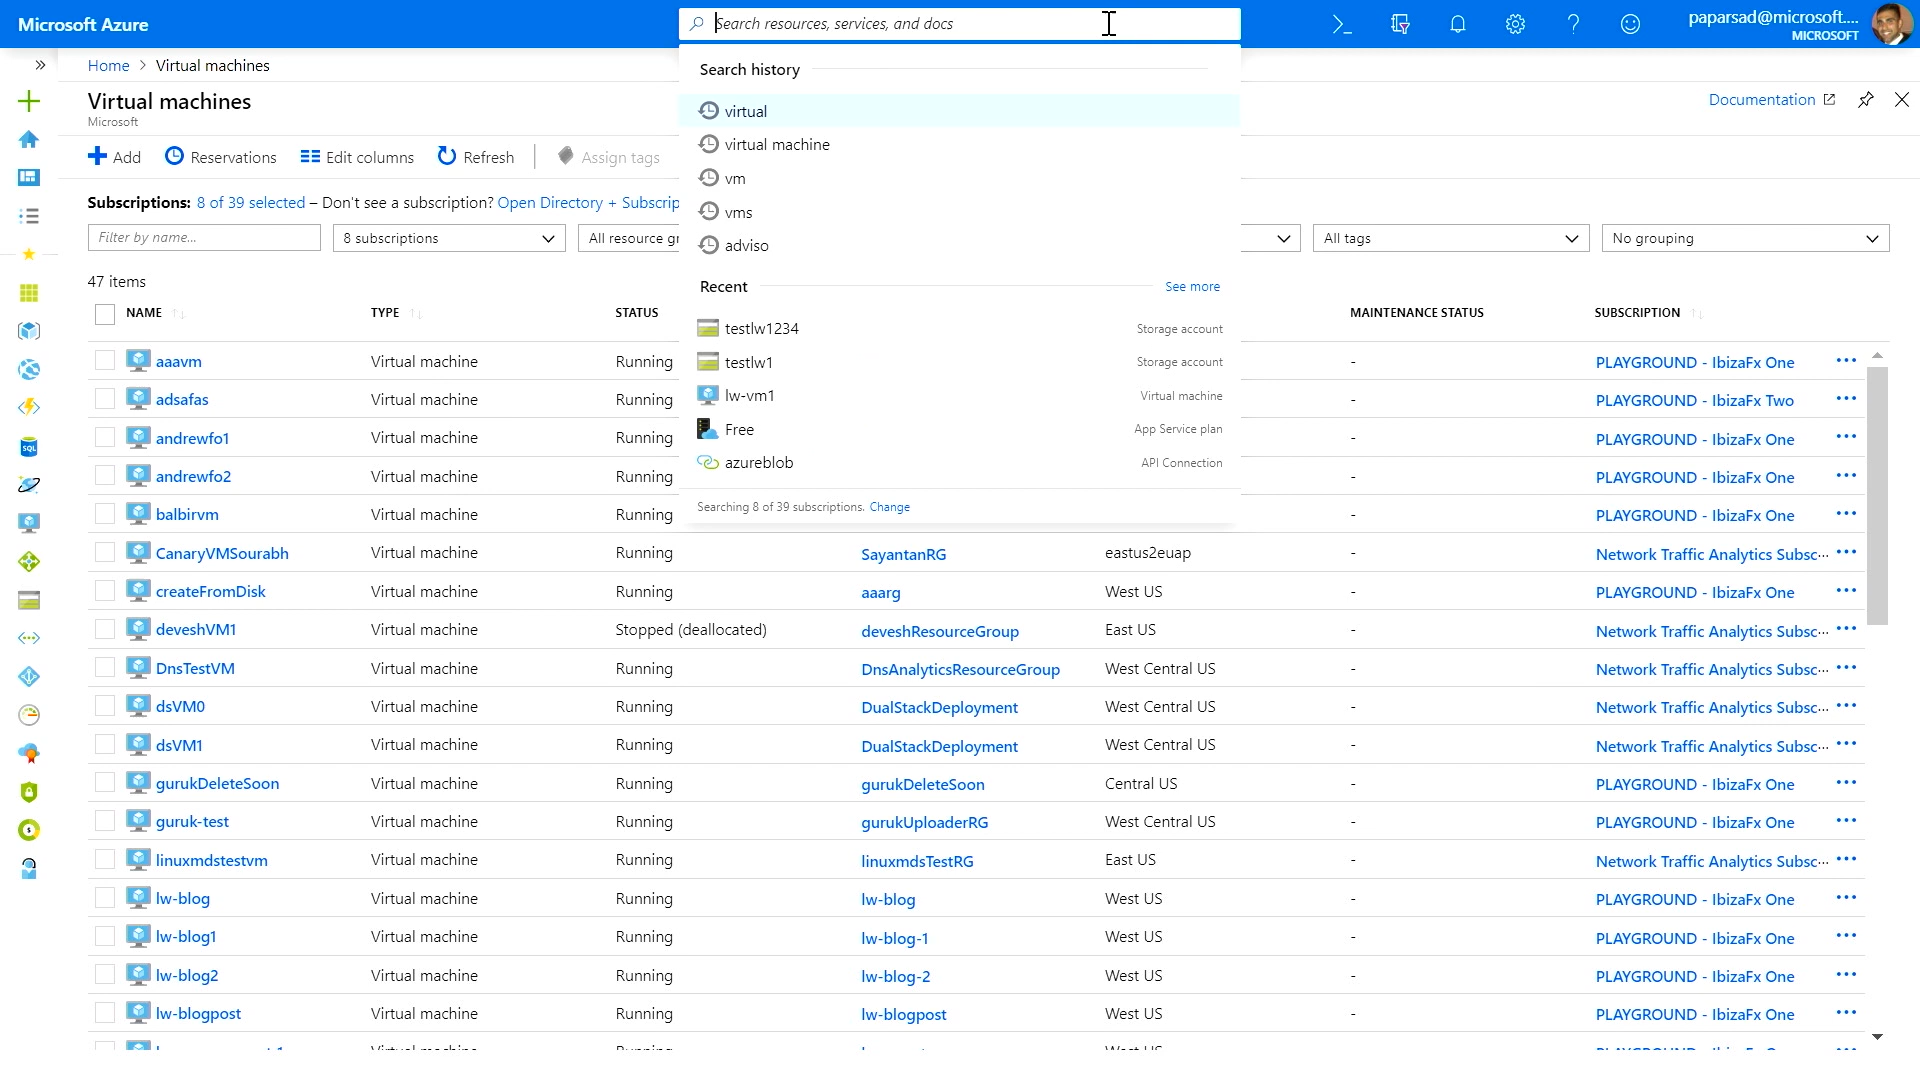 Microsoft Azure
Search resources, services, and docs
paparsad@microsoft....
MICROSOFT
Home > Virtual machines
Virtual machines
Microsoft
Documentation
Add Reservations Edit columns Refresh Assign tags
Subscriptions: 8 of 39 selected – Don't see a subscription? Open Directory + Subscrip
Filter by name...
8 subscriptions
All resource gr
All tags
No grouping
Search history
virtual
virtual machine
vm
vms
adviso
Recent See more
testlw1234 Storage account
testlw1 Storage account
lw-vm1 Virtual machine
Free App Service plan
azureblob API Connection
Searching 8 of 39 subscriptions. Change
47 items
NAME TYPE STATUS MAINTENANCE STATUS SUBSCRIPTION
aaavm Virtual machine Running - PLAYGROUND - IbizaFx One
adsafas Virtual machine Running - PLAYGROUND - IbizaFx Two
andrewfo1 Virtual machine Running - PLAYGROUND - IbizaFx One
andrewfo2 Virtual machine Running - PLAYGROUND - IbizaFx One
balbirvm Virtual machine Running - PLAYGROUND - IbizaFx One
CanaryVMSourabh Virtual machine Running SayantanRG eastus2euap - Network Traffic Analytics Subsc...
createFromDisk Virtual machine Running aaarg West US - PLAYGROUND - IbizaFx One
deveshVM1 Virtual machine Stopped (deallocated) deveshResourceGroup East US - Network Traffic Analytics Subsc...
DnsTestVM Virtual machine Running DnsAnalyticsResourceGroup West Central US - Network Traffic Analytics Subsc...
dsVM0 Virtual machine Running DualStackDeployment West Central US - Network Traffic Analytics Subsc...
dsVM1 Virtual machine Running DualStackDeployment West Central US - Network Traffic Analytics Subsc...
gurukDeleteSoon Virtual machine Running gurukDeleteSoon Central US - PLAYGROUND - IbizaFx One
guruk-test Virtual machine Running gurukUploaderRG West Central US - PLAYGROUND - IbizaFx One
linuxmdstestvm Virtual machine Running linuxmdsTestRG East US - Network Traffic Analytics Subsc...
lw-blog Virtual machine Running lw-blog West US - PLAYGROUND - IbizaFx One
lw-blog1 Virtual machine Running lw-blog-1 West US - PLAYGROUND - IbizaFx One
lw-blog2 Virtual machine Running lw-blog-2 West US - PLAYGROUND - IbizaFx One
lw-blogpost Virtual machine Running lw-blogpost West US - PLAYGROUND - IbizaFx One